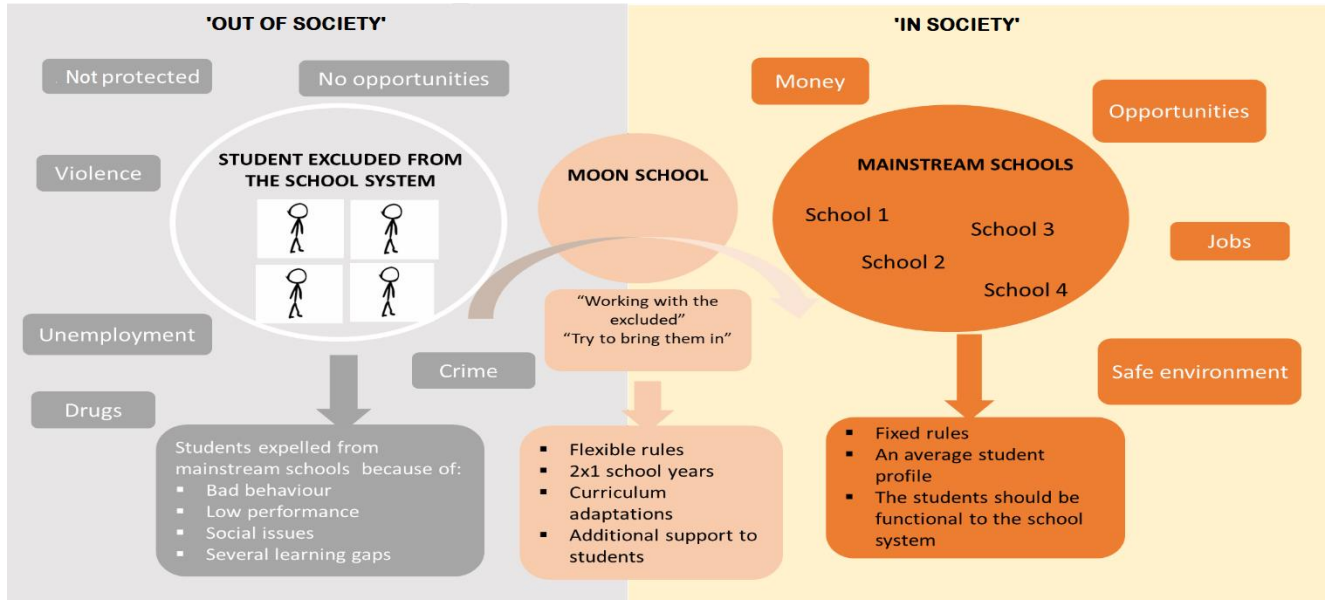 'OUT OF SOCIETY'
Not protected
No opportunities
Violence
STUDENT EXCLUDED FROM
THE SCHOOL SYSTEM
Unemployment
Crime
Drugs
Students expelled from
mainstream schools because of:
▪ Bad behaviour
▪ Low performance
▪ Social issues
▪ Several learning gaps
MOON SCHOOL
“Working with the
excluded”
“Try to bring them in”
▪ Flexible rules
▪ 2x1 school years
▪ Curriculum
adaptations
▪ Additional support to
students
'IN SOCIETY'
Money
Opportunities
MAINSTREAM SCHOOLS
School 1
School 3
School 2
School 4
Jobs
Safe environment
▪ Fixed rules
▪ An average student
profile
▪ The students should be
functional to the school
system